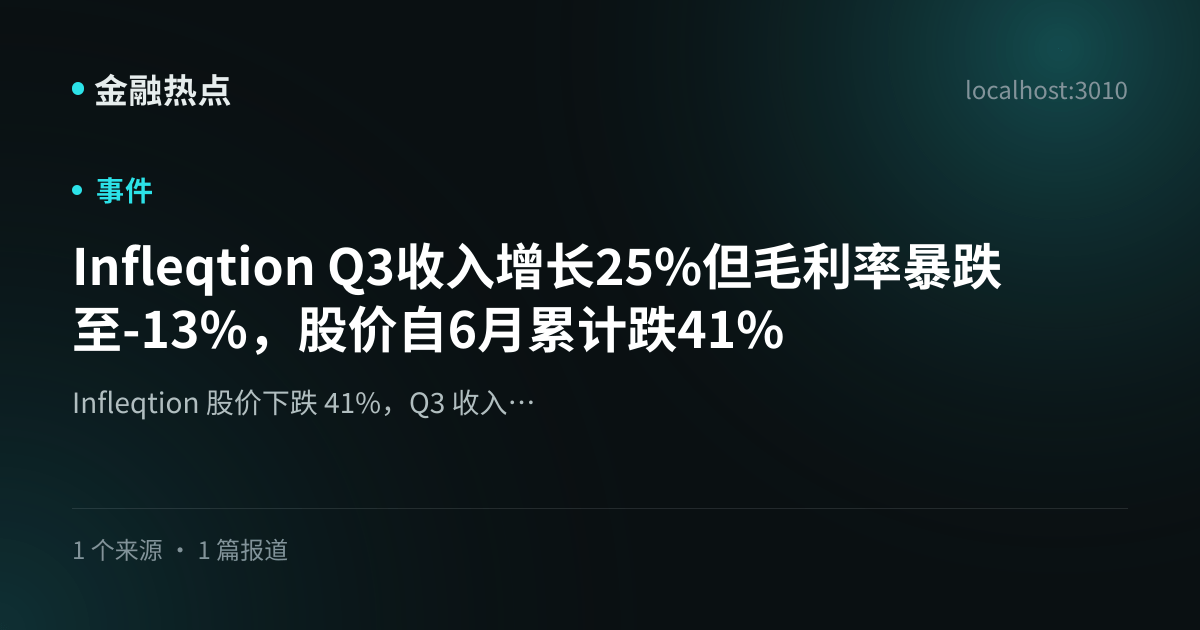 金融热点
localhost:3010
事件
Infleqtion Q3收入增长25%但毛利率暴跌
至-13%，股价自6月累计跌41%
Infleqtion 股价下跌 41%，Q3 收入…
1 个来源 · 1 篇报道